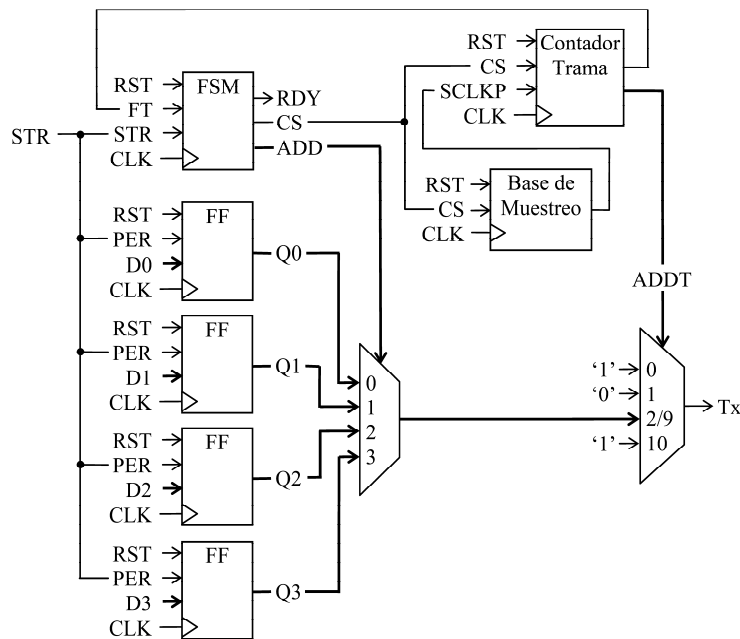 RST
FT
STR
STR
CLK
FSM
RDY
CS
ADD
RST
CS
SCLKP
CLK
Contador
Trama
RST
CS
CLK
Base de
Muestreo
ADDT
RST
PER
D0
CLK
FF
Q0
RST
PER
D1
CLK
FF
Q1
RST
PER
D2
CLK
FF
Q2
RST
PER
D3
CLK
FF
Q3
0
1
2
3
‘1’ 0
‘0’ 1
2/9
‘1’ 10
Tx